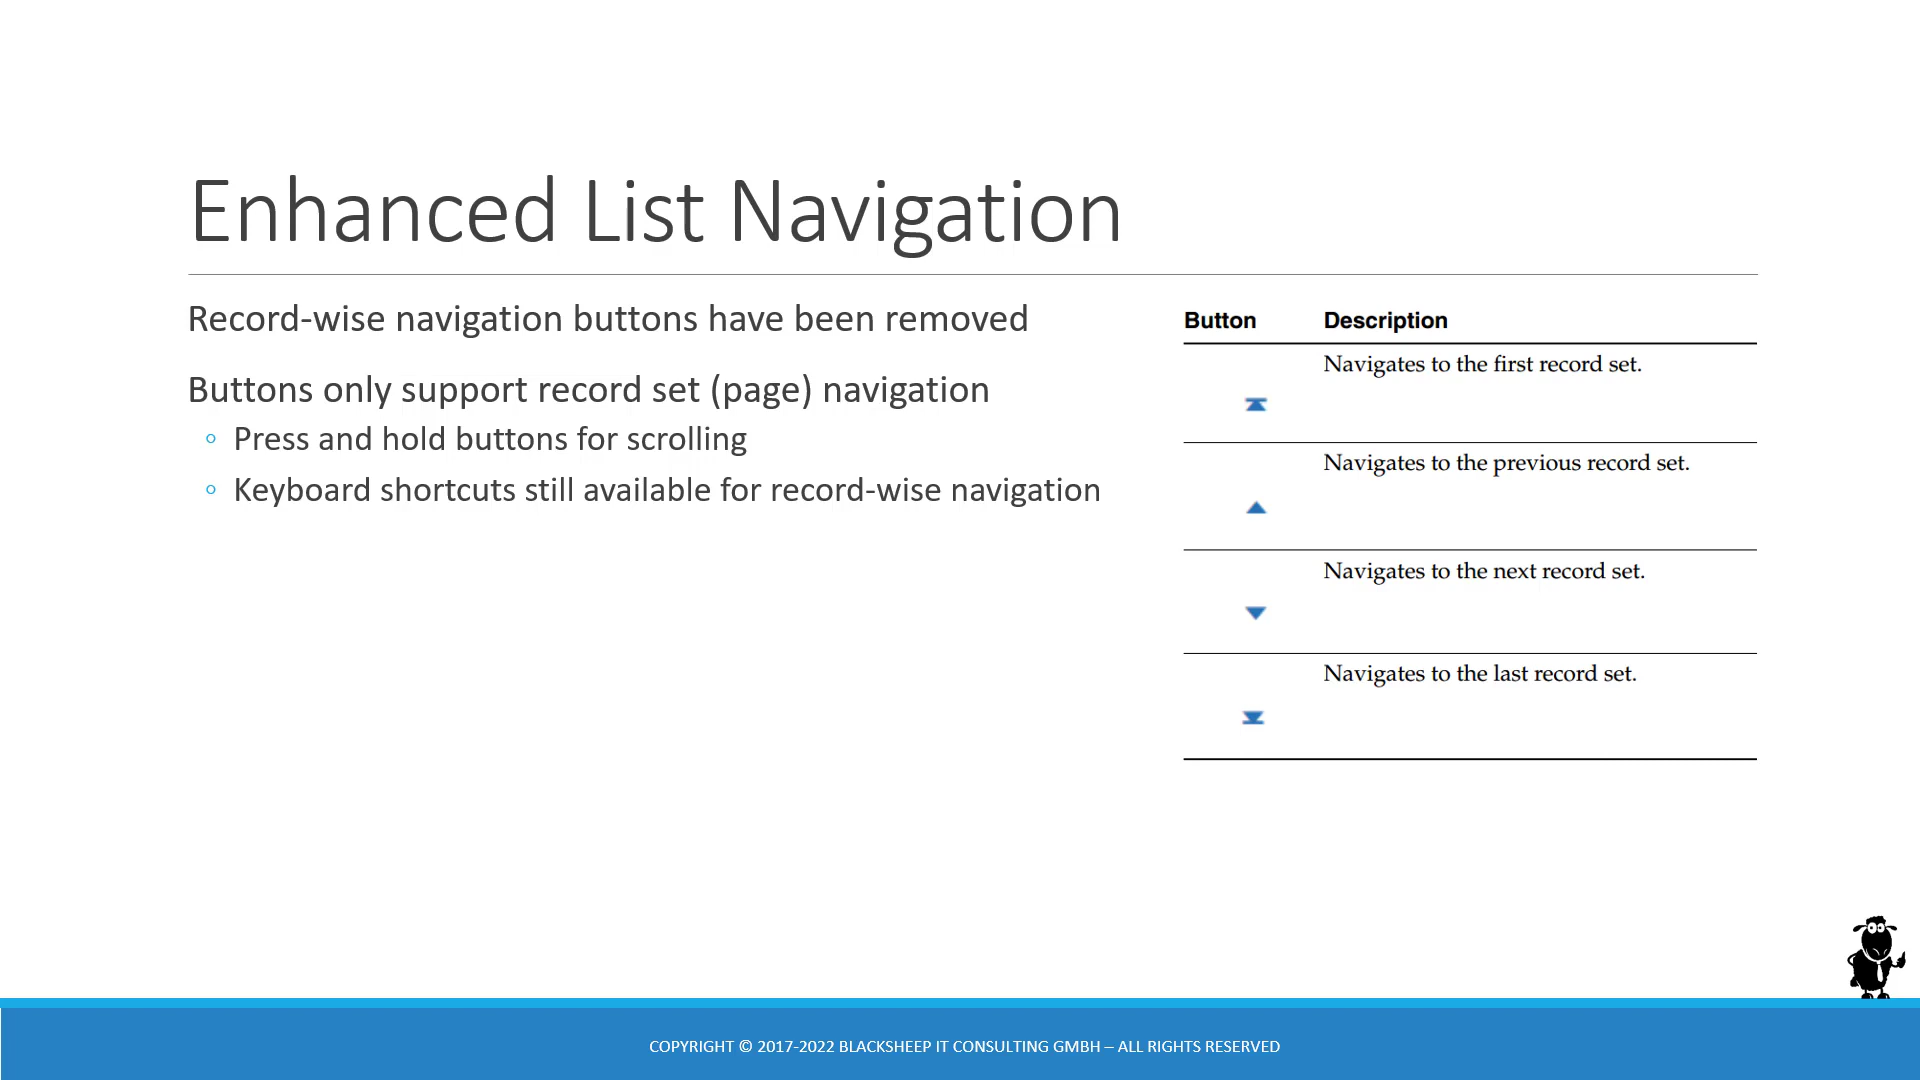 Enhanced List Navigation
Record-wise navigation buttons have been removed
Buttons only support record set (page) navigation
Press and hold buttons for scrolling
Keyboard shortcuts still available for record-wise navigation
Button Description
Navigates to the first record set.
Navigates to the previous record set.
Navigates to the next record set.
Navigates to the last record set.
COPYRIGHT © 2017-2022 BLACKSHEEP IT CONSULTING GMBH – ALL RIGHTS RESERVED